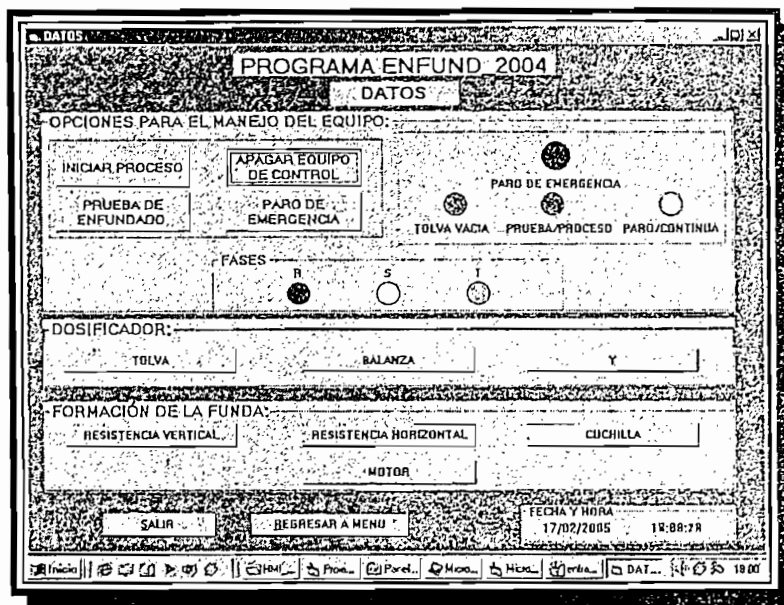 DATOS
PROGRAMA ENFUND 2004
DATOS
OPCIONES PARA EL MANEJO DEL EQUIPO:
INICIAR PROCESO
APAGAR EQUIPO
DE CONTROL
PRUEBA DE
ENFUNDADO
PARO DE
EMERGENCIA
PARO DE EMERGENCIA
TOLVA VACIA
PRUEBA/PROCESO
PARO/CONTINUA
FASES
R S T
DOSIFICADOR:
TOLVA
BALANZA
Y
FORMACIÓN DE LA FUNDA:
RESISTENCIA VERTICAL
RESISTENCIA HORIZONTAL
CUCHILLA
MOTOR
SALIR
REGRESAR A MENU
FECHA Y HORA
17/02/2005
Inicio HMI_ DAT...